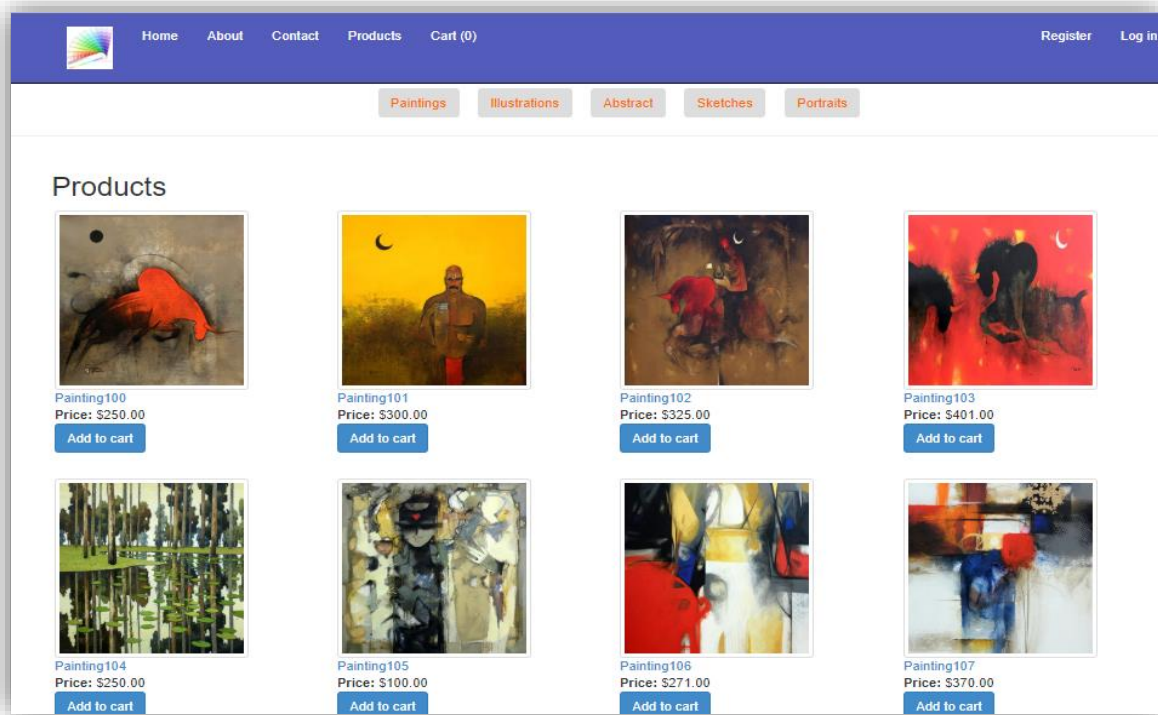 Home About Contact Products Cart (0) Register Log in
Paintings Illustrations Abstract Sketches Portraits
Products
Painting100 Painting101 Painting102 Painting103
Price: $250.00 Price: $300.00 Price: $325.00 Price: $401.00
Add to cart Add to cart Add to cart Add to cart
Painting104 Painting105 Painting106 Painting107
Price: $250.00 Price: $100.00 Price: $271.00 Price: $370.00
Add to cart Add to cart Add to cart Add to cart